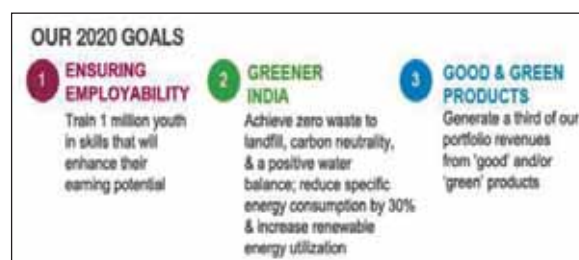 OUR 2020 GOALS
1 ENSURING
EMPLOYABILITY
Train 1 million youth
in skills that will
enhance their
earning potential
2 GREENER
INDIA
Achieve zero waste to
landfill, carbon neutrality,
& a positive water
balance; reduce specific
energy consumption by 30%
& increase renewable
energy utilization
3 GOOD & GREEN
PRODUCTS
Generate a third of our
portfolio revenues
from 'good' and/or
'green' products